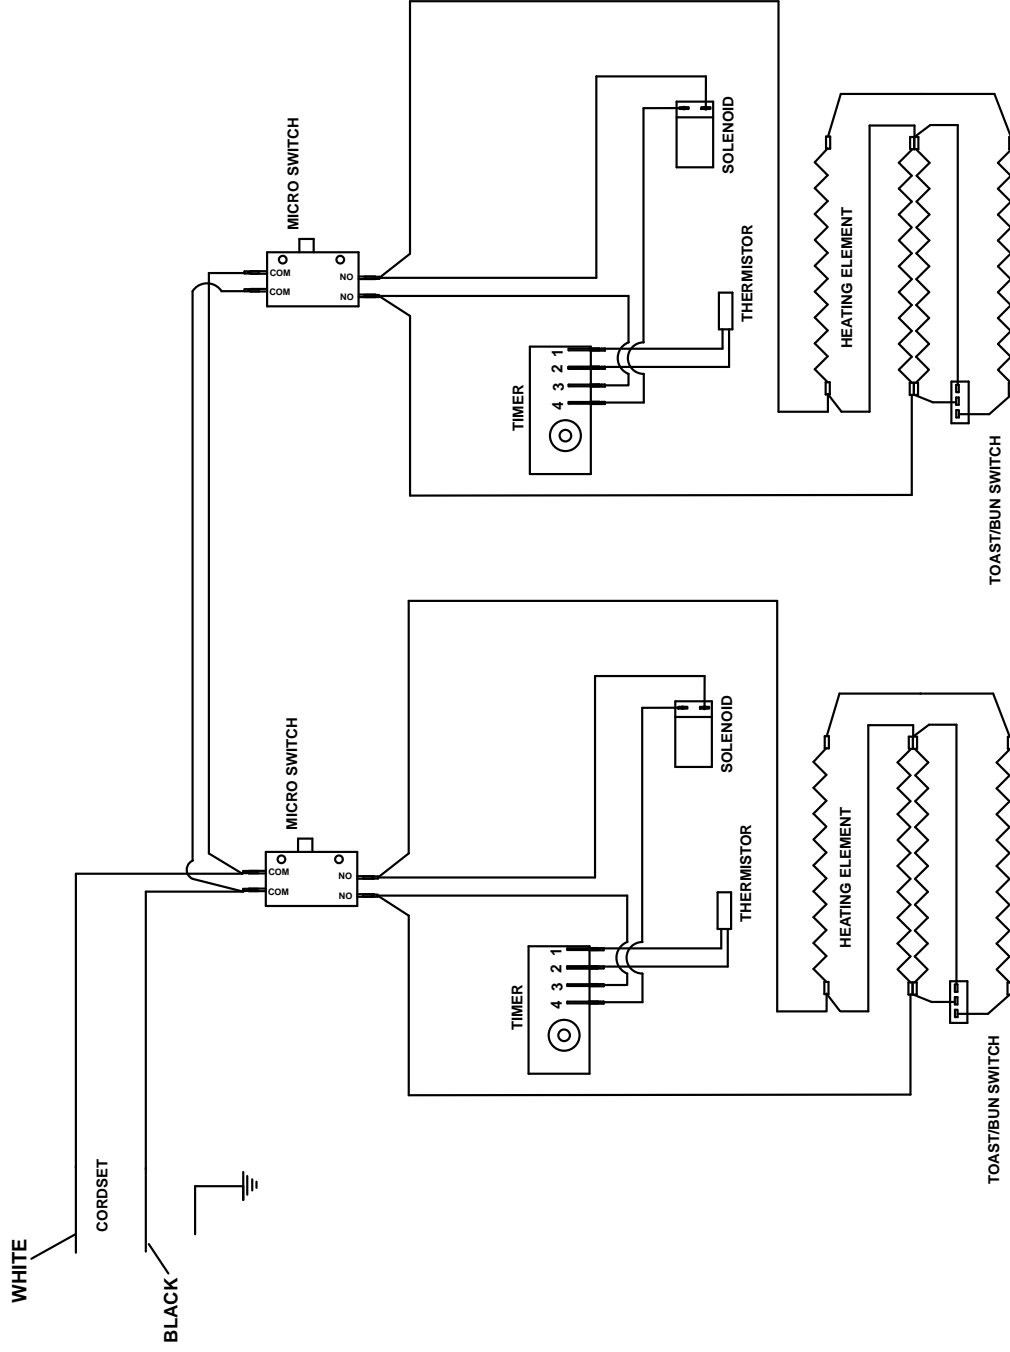 WHITE
CORDSET
BLACK
MICRO SWITCH
COM
COM
NO
NO
TIMER
4 3 2 1
SOLENOID
THERMISTOR
HEATING ELEMENT
TOAST/BUN SWITCH
MICRO SWITCH
COM
COM
NO
NO
TIMER
4 3 2 1
SOLENOID
THERMISTOR
HEATING ELEMENT
TOAST/BUN SWITCH